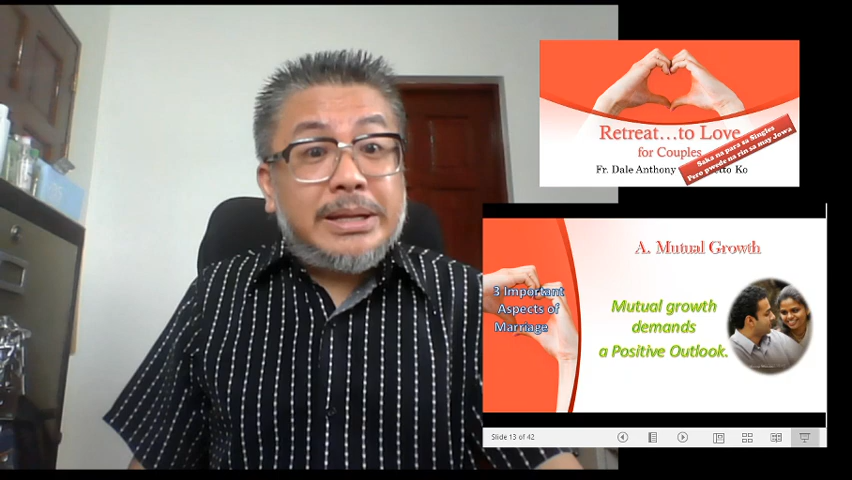 Retreat…to Love
for Couples
Saka na para sa Singles
Pero pwede na rin sa may Jowa
Fr. Dale Anthony
Ko
A. Mutual Growth
3 Important
Aspects of
Marriage
Mutual growth
demands
a Positive Outlook.
Slide 13 of 42